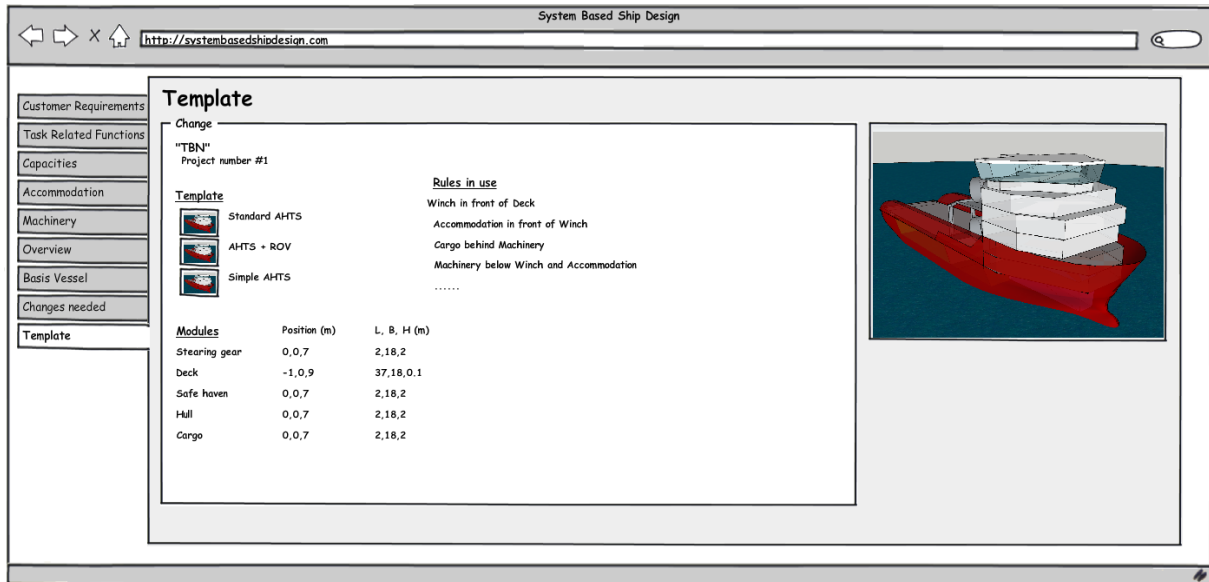 System Based Ship Design
X
http://systembasedshipdesign.com
Customer Requirements
Task Related Functions
Capacities
Accommodation
Machinery
Overview
Basis Vessel
Changes needed
Template
Template
Change
"TBN"
Project number #1
Template
Standard AHTS
AHTS + ROV
Simple AHTS
Rules in use
Winch in front of Deck
Accommodation in front of Winch
Cargo behind Machinery
Machinery below Winch and Accommodation
......
Modules Position (m) L, B, H (m)
Stearing gear 0,0,7 2,18,2
Deck -1,0,9 37,18,0.1
Safe haven 0,0,7 2,18,2
Hull 0,0,7 2,18,2
Cargo 0,0,7 2,18,2